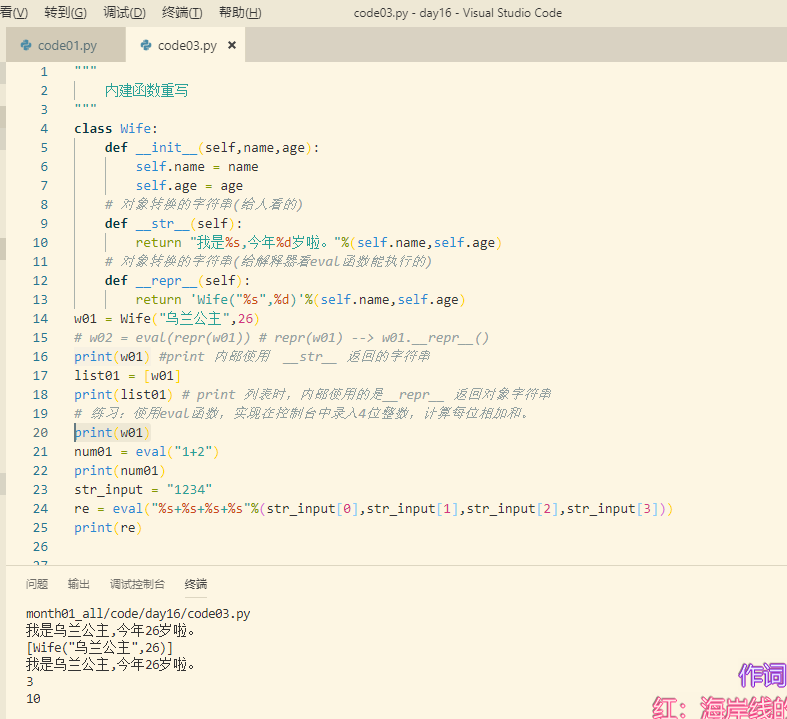 看(V) 转到(G) 调试(D) 终端(T) 帮助(H) code03.py - day16 - Visual Studio Code
code01.py code03.py ×
1 """
2 内建函数重写
3 """
4 class Wife:
5 def __init__(self,name,age):
6 self.name = name
7 self.age = age
8 # 对象转换的字符串(给人看的)
9 def __str__(self):
10 return "我是%s,今年%d岁啦。"%(self.name,self.age)
11 # 对象转换的字符串(给解释器看eval函数能执行的)
12 def __repr__(self):
13 return 'Wife("%s",%d)'%(self.name,self.age)
14 w01 = Wife("乌兰公主",26)
15 # w02 = eval(repr(w01)) # repr(w01) --> w01.__repr__()
16 print(w01) #print 内部使用 __str__ 返回的字符串
17 list01 = [w01]
18 print(list01) # print 列表时，内部使用的是__repr__ 返回对象字符串
19 # 练习：使用eval函数，实现在控制台中录入4位整数，计算每位相加和。
20 print(w01)
21 num01 = eval("1+2")
22 print(num01)
23 str_input = "1234"
24 re = eval("%s+%s+%s+%s"%(str_input[0],str_input[1],str_input[2],str_input[3]))
25 print(re)
26
27
问题 输出 调试控制台 终端
month01_all/code/day16/code03.py
我是乌兰公主,今年26岁啦。
[Wife("乌兰公主",26)]
我是乌兰公主,今年26岁啦。
3
10
作词
红：海岸线的